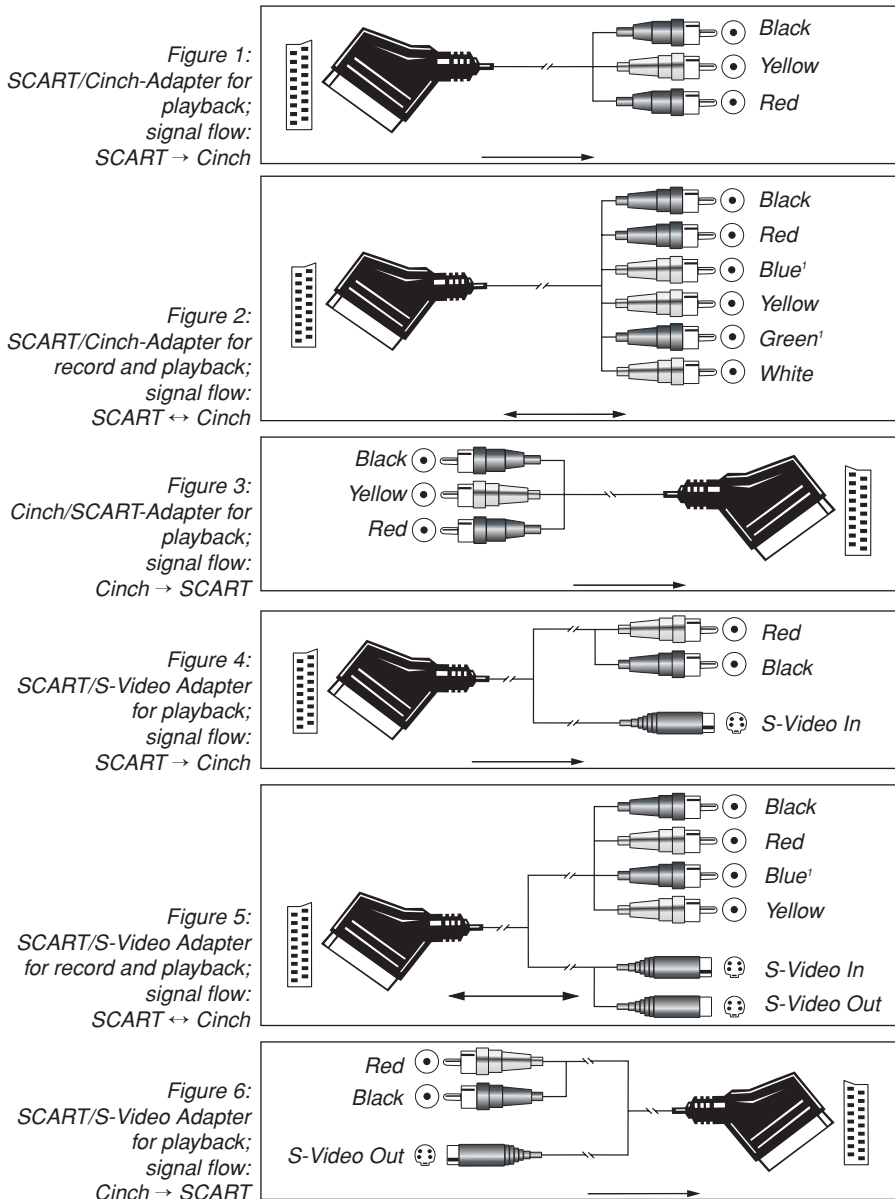 Figure 1:
SCART/Cinch-Adapter for
playback;
signal flow:
SCART → Cinch
Black
Yellow
Red
Figure 2:
SCART/Cinch-Adapter for
record and playback;
signal flow:
SCART ↔ Cinch
Black
Red
Blue¹
Yellow
Green¹
White
Figure 3:
Cinch/SCART-Adapter for
playback;
signal flow:
Cinch → SCART
Black
Yellow
Red
Figure 4:
SCART/S-Video Adapter
for playback;
signal flow:
SCART → Cinch
Red
Black
S-Video In
Figure 5:
SCART/S-Video Adapter
for record and playback;
signal flow:
SCART ↔ Cinch
Black
Red
Blue¹
Yellow
S-Video In
S-Video Out
Figure 6:
SCART/S-Video Adapter
for playback;
signal flow:
Cinch → SCART
Red
Black
S-Video Out